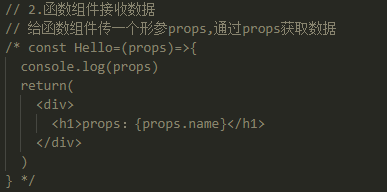 // 2.函数组件接收数据
// 给函数组件传一个形参props,通过props获取数据
/* const Hello=(props)=>{
  console.log(props)
  return(
    <div>
      <h1>props：{props.name}</h1>
    </div>
  )
} */